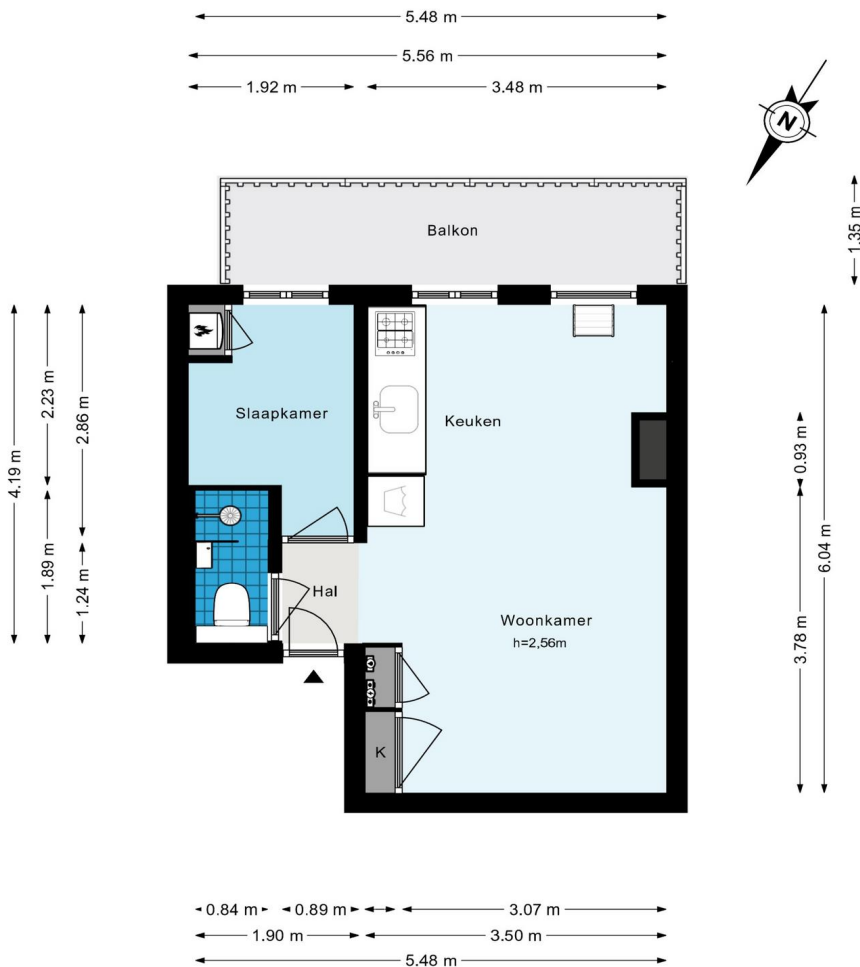 5.48 m
5.56 m
1.92 m
3.48 m
N
1.35 m
Balkon
4.19 m
2.23 m
2.86 m
Slaapkamer
Keuken
0.93 m
6.04 m
1.89 m
1.24 m
Hal
Woonkamer
h=2,56m
3.78 m
K
0.84 m
0.89 m
3.07 m
1.90 m
3.50 m
5.48 m